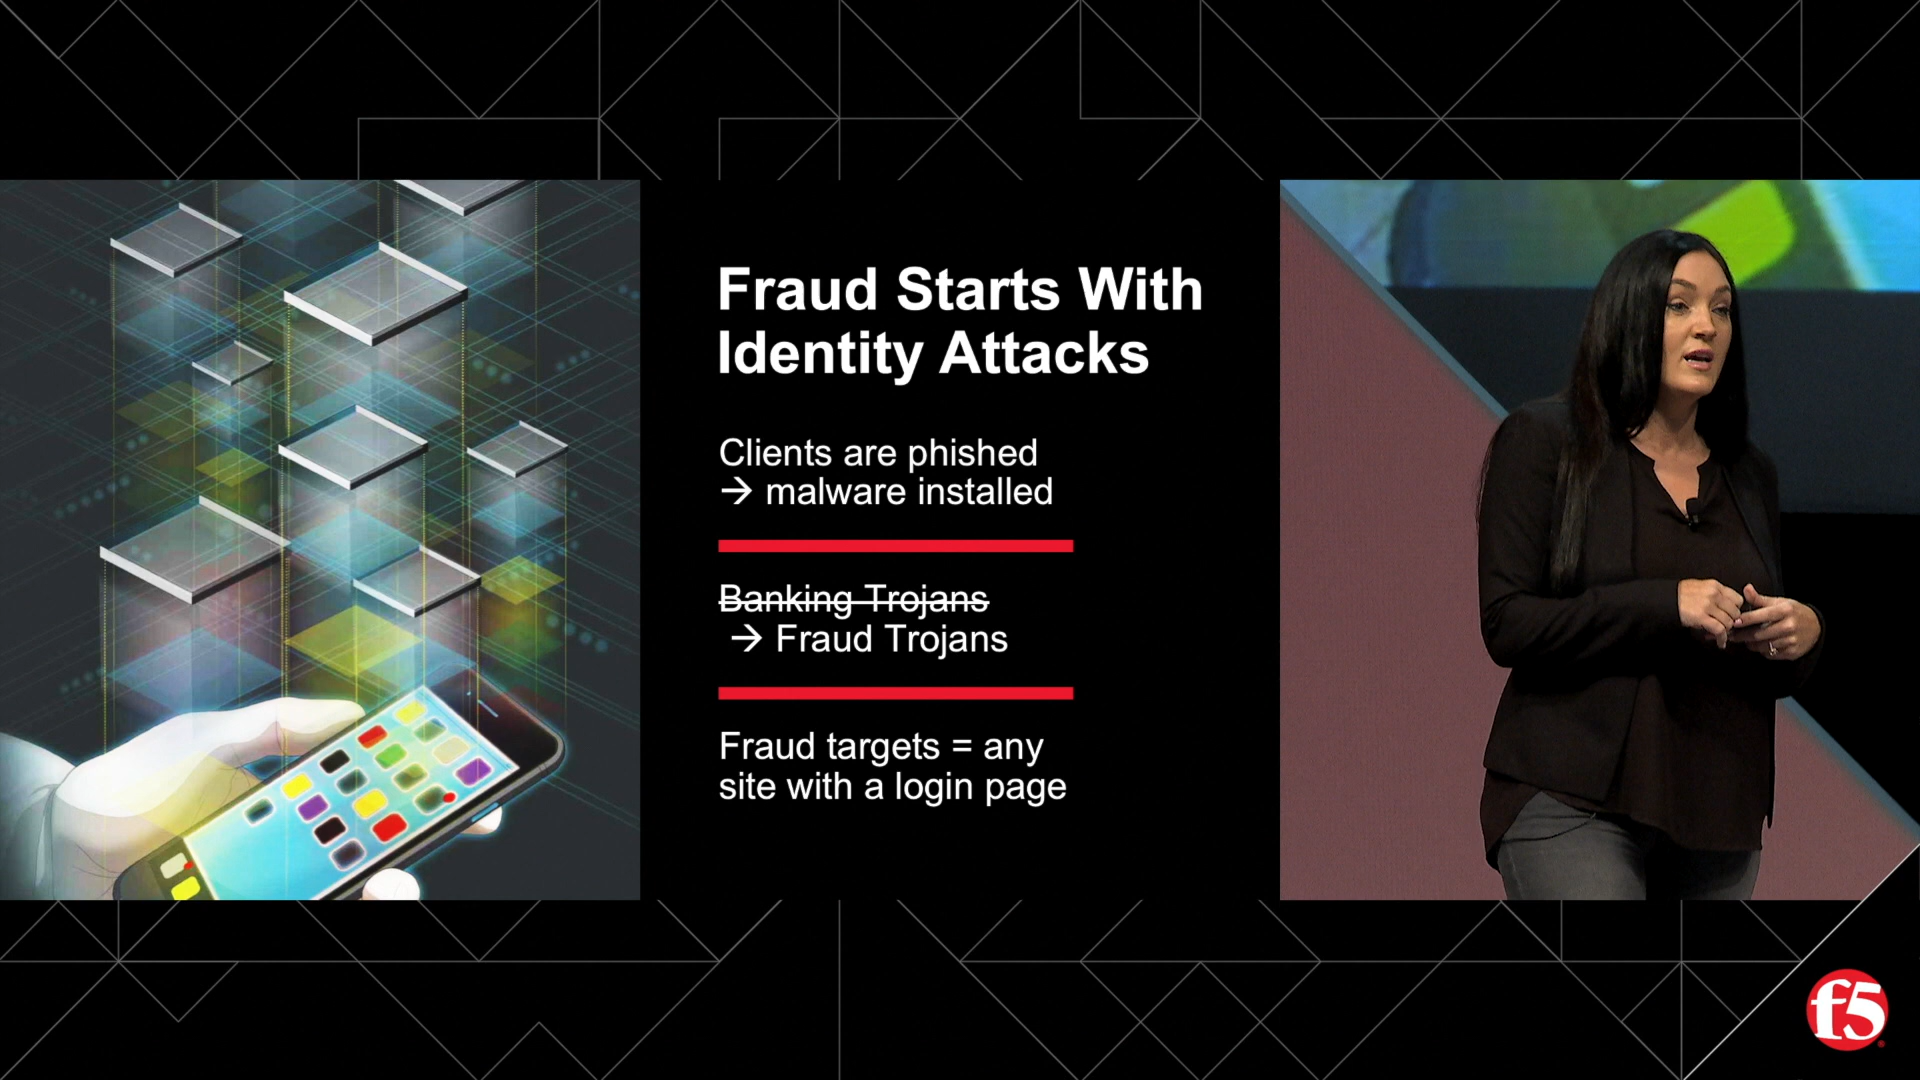 Fraud Starts With
Identity Attacks
Clients are phished
→ malware installed
Banking Trojans
→ Fraud Trojans
Fraud targets = any
site with a login page
f5